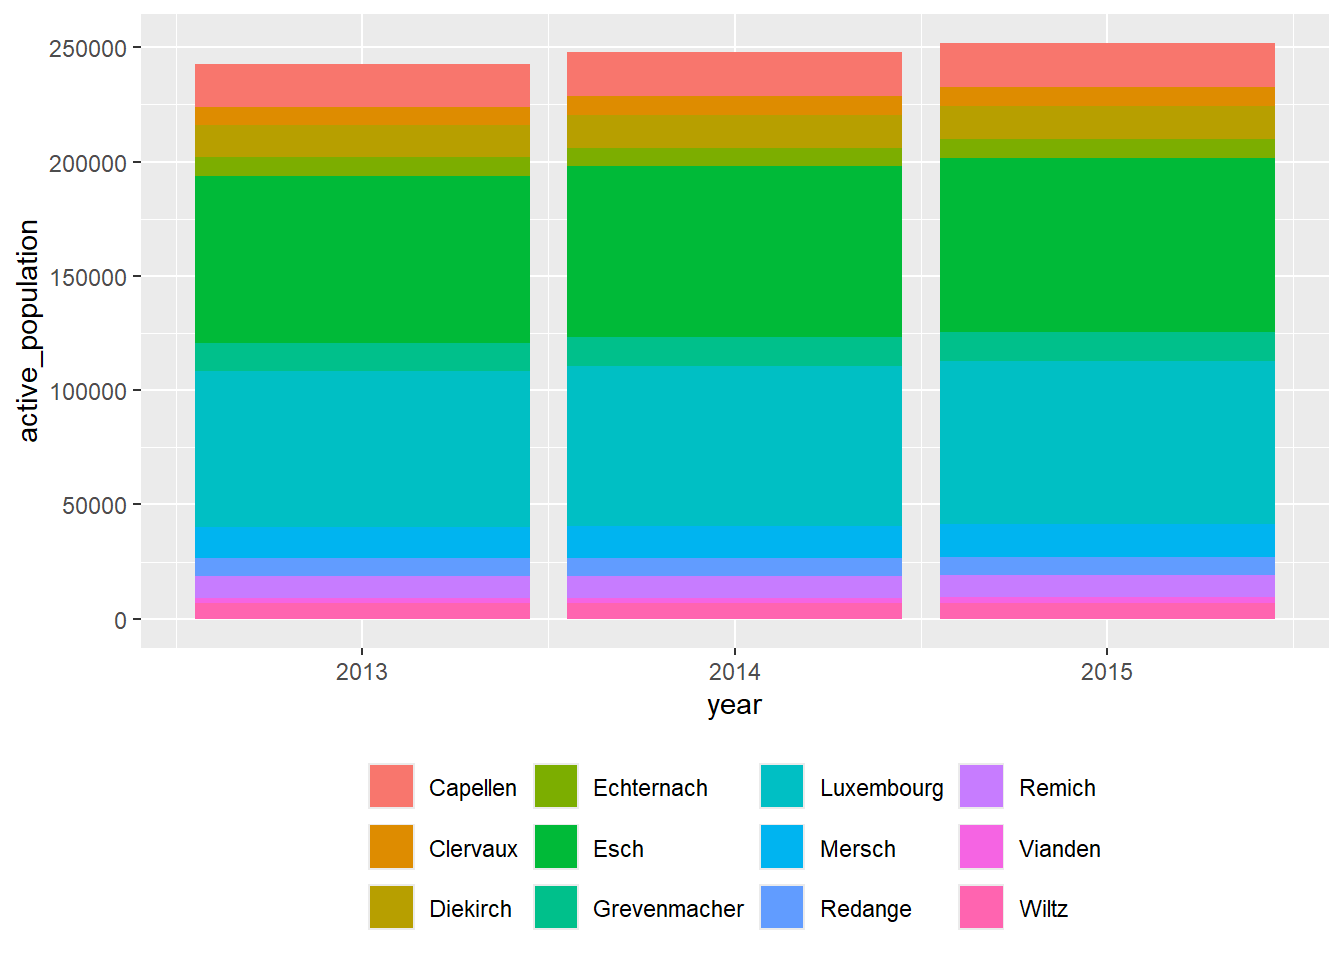 250000
200000
150000
100000
50000
0
active_population
2013 2014 2015
year
Capellen Echternach Luxembourg Remich
Clervaux Esch Mersch Vianden
Diekirch Grevenmacher Redange Wiltz